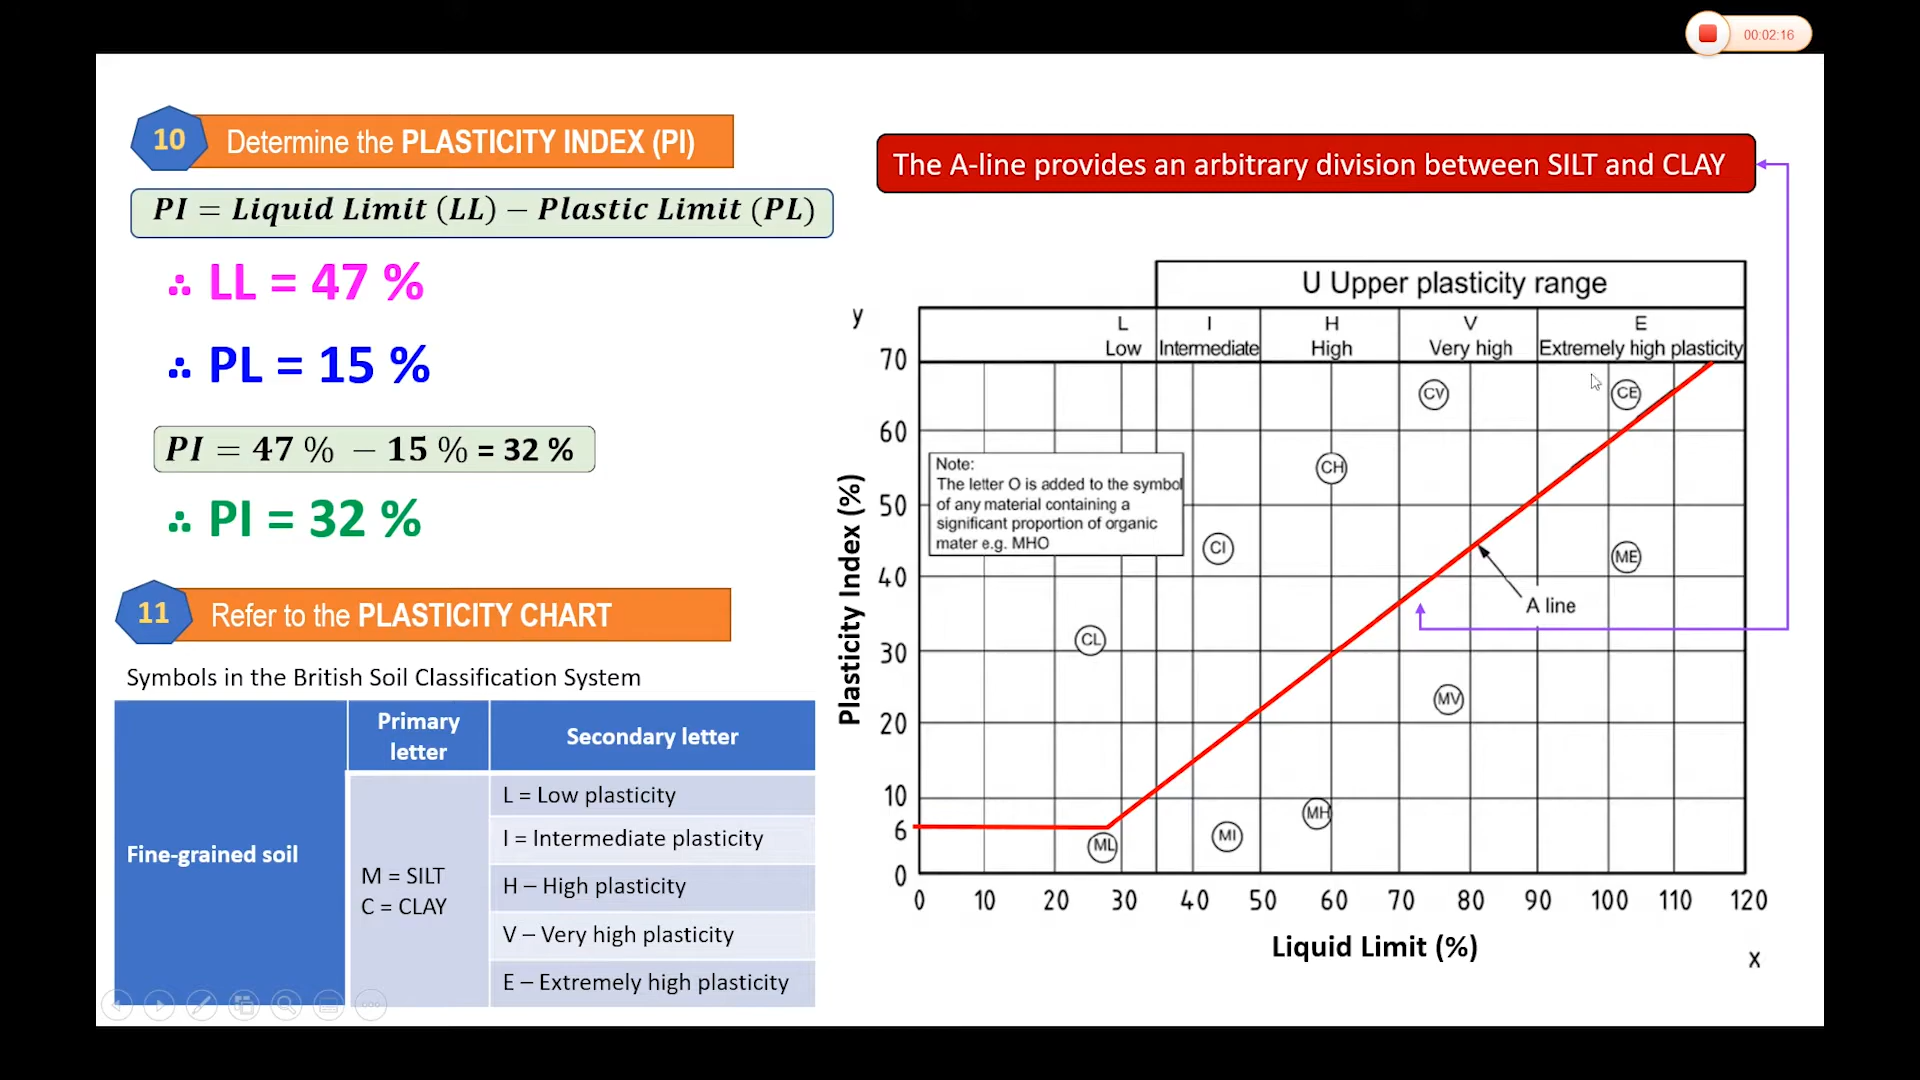 00:02:16
10
Determine the PLASTICITY INDEX (PI)
PI = Liquid Limit (LL) − Plastic Limit (PL)
∴ LL = 47 %
∴ PL = 15 %
PI = 47 % − 15 % = 32 %
∴ PI = 32 %
11
Refer to the PLASTICITY CHART
Symbols in the British Soil Classification System
Primary letter
Secondary letter
Fine-grained soil
M = SILT
C = CLAY
L = Low plasticity
I = Intermediate plasticity
H – High plasticity
V – Very high plasticity
E – Extremely high plasticity
The A-line provides an arbitrary division between SILT and CLAY
U Upper plasticity range
y
L
Low
I
Intermediate
H
High
V
Very high
E
Extremely high plasticity
70
60
50
40
30
20
10
6
0
Plasticity Index (%)
Note:
The letter O is added to the symbol
of any material containing a
significant proportion of organic
mater e.g. MHO
CV
CE
CH
CI
ME
A line
CL
MV
MH
MI
ML
0 10 20 30 40 50 60 70 80 90 100 110 120
Liquid Limit (%)
x